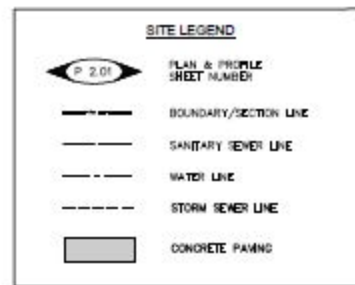 SITE LEGEND
P 2.01
PLAN & PROFILE
SHEET NUMBER
BOUNDARY/SECTION LINE
SANITARY SEWER LINE
WATER LINE
STORM SEWER LINE
CONCRETE PAVING